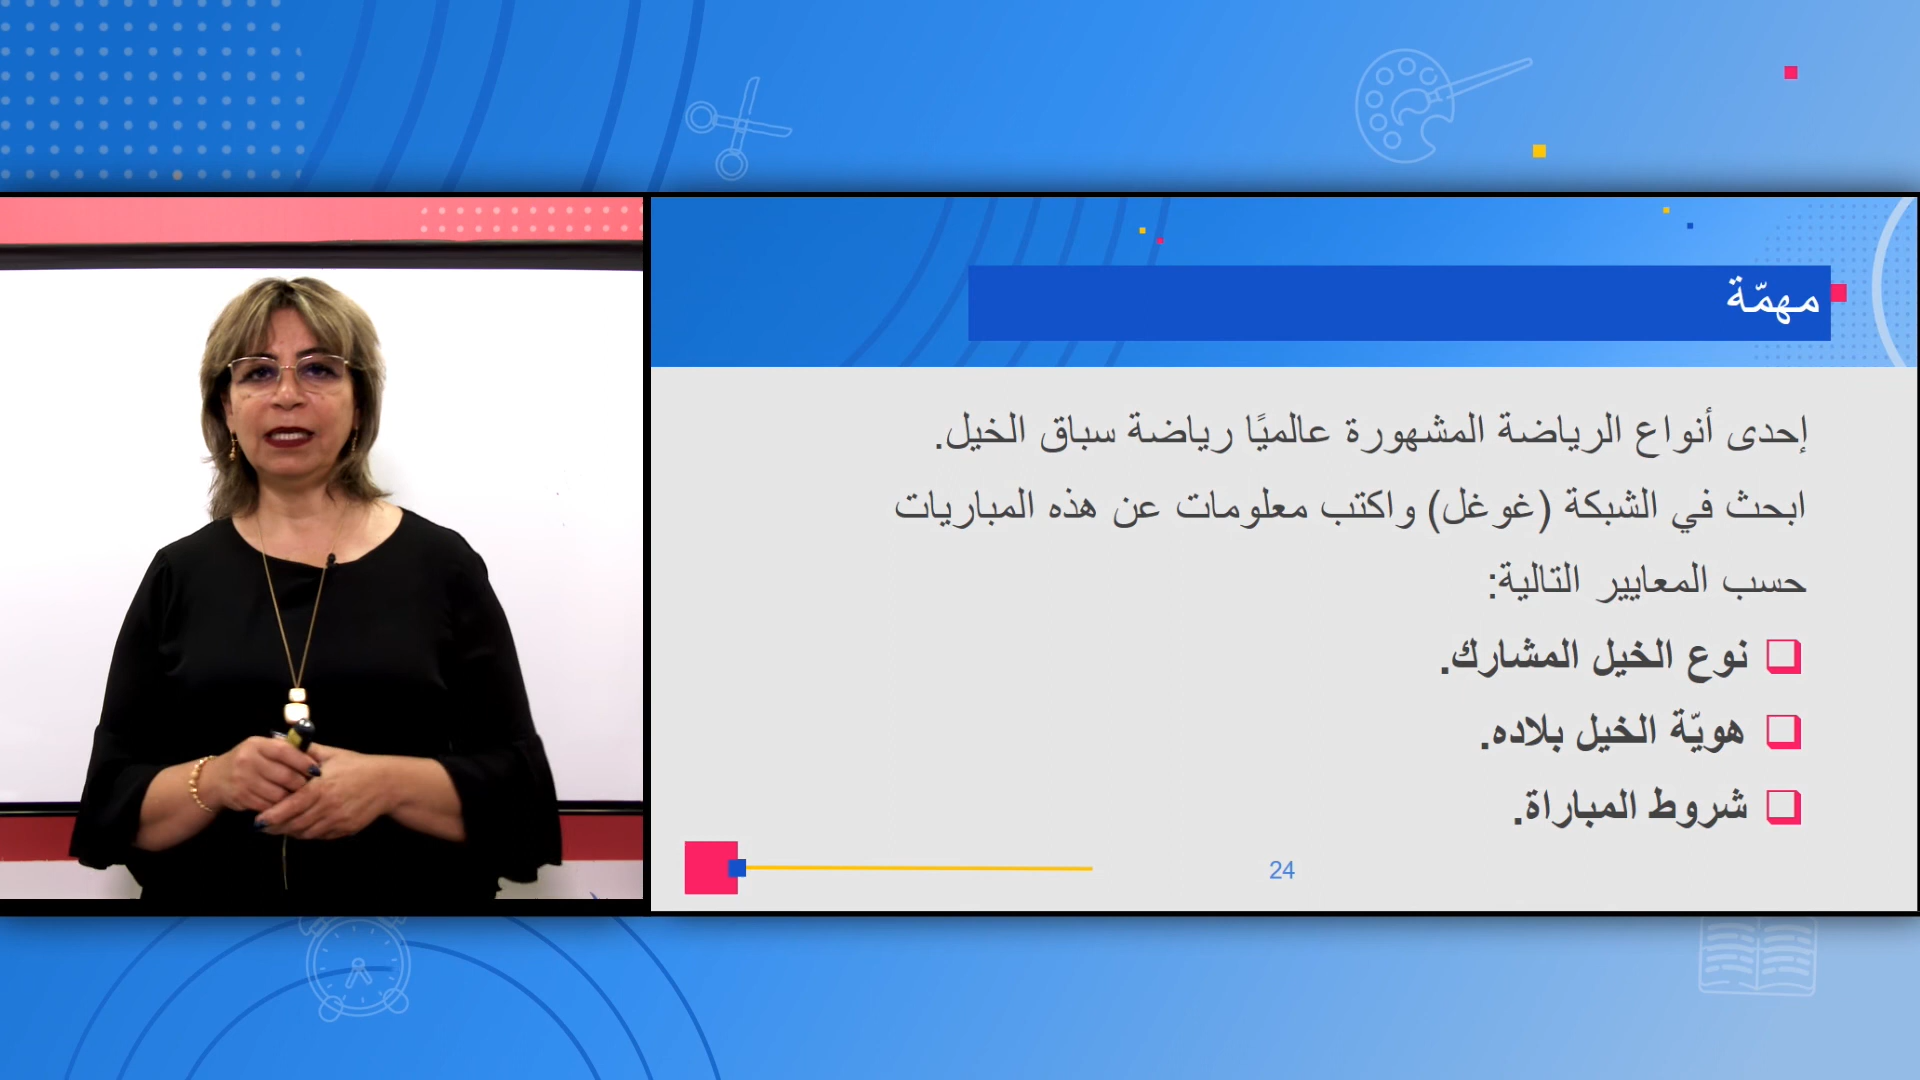 مهمّة
إحدى أنواع الرياضة المشهورة عالميًا رياضة سباق الخيل.
ابحث في الشبكة (غوغل) واكتب معلومات عن هذه المباريات
حسب المعايير التالية:
نوع الخيل المشارك.
هويّة الخيل بلاده.
شروط المباراة.
24